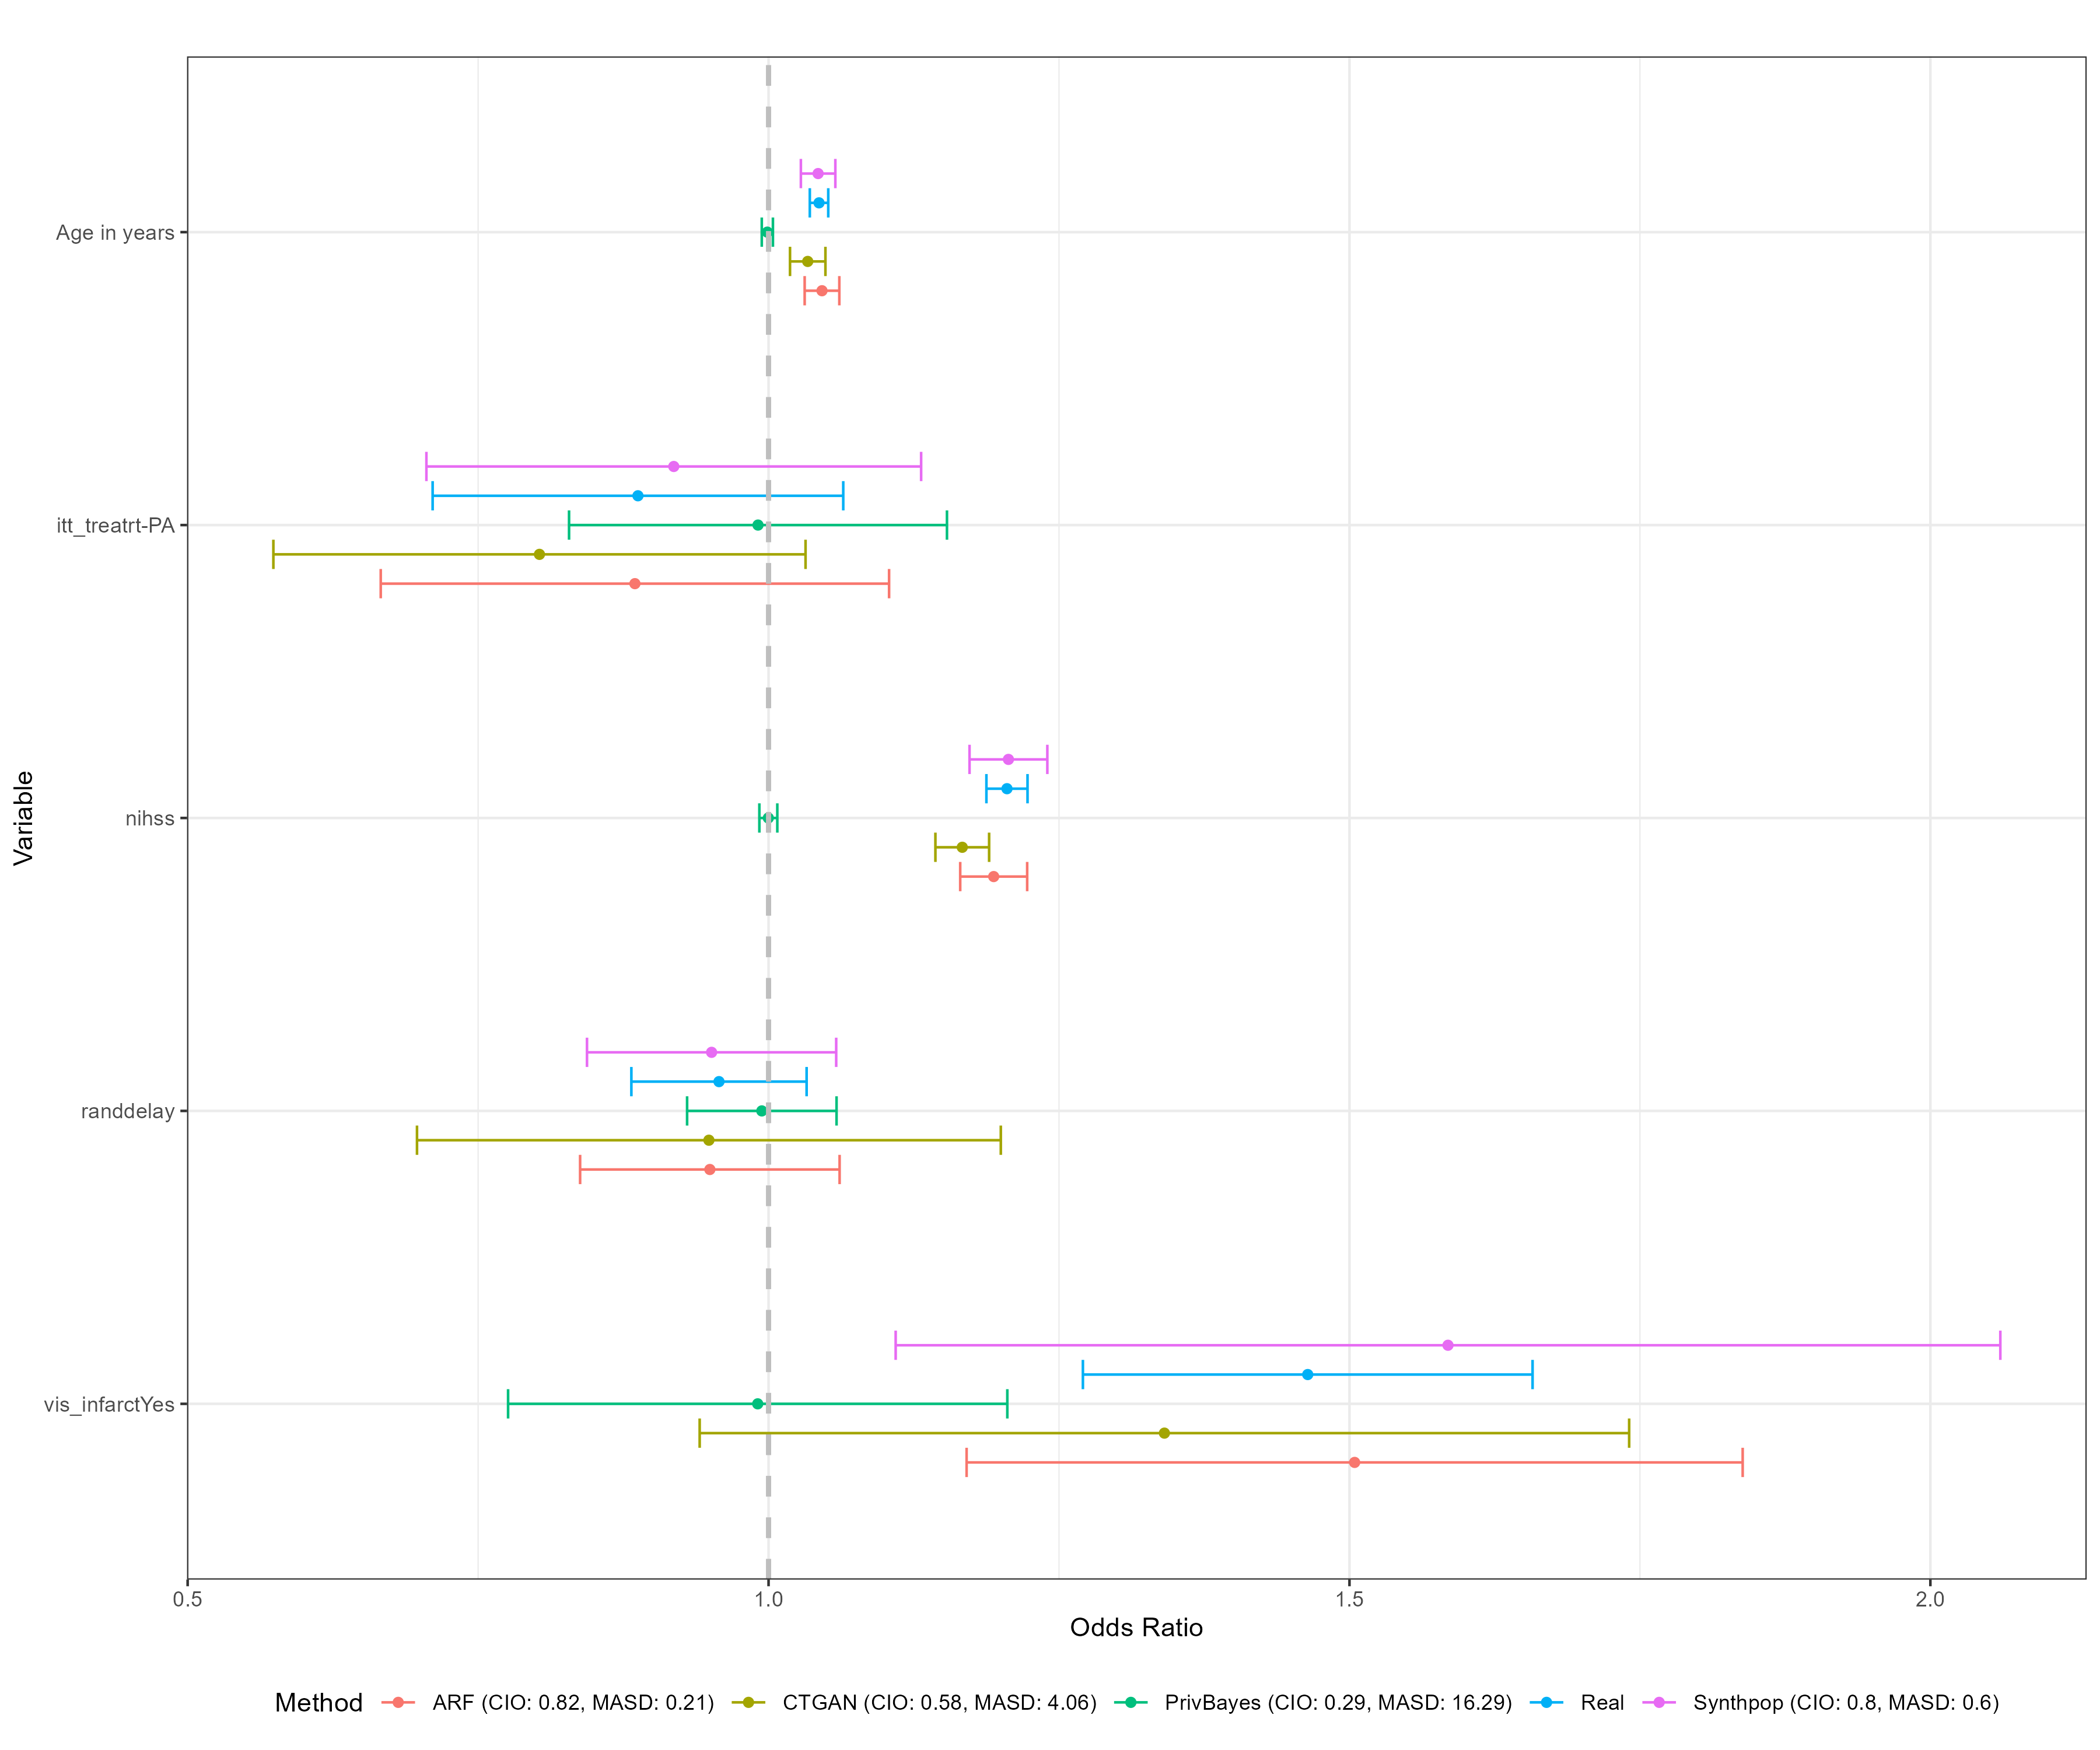 Variable
Age in years
itt_treatrt-PA
nihss
randdelay
vis_infarctYes
0.5 1.0 1.5 2.0
Odds Ratio
Method ARF (CIO: 0.82, MASD: 0.21) CTGAN (CIO: 0.58, MASD: 4.06) PrivBayes (CIO: 0.29, MASD: 16.29) Real Synthpop (CIO: 0.8, MASD: 0.6)